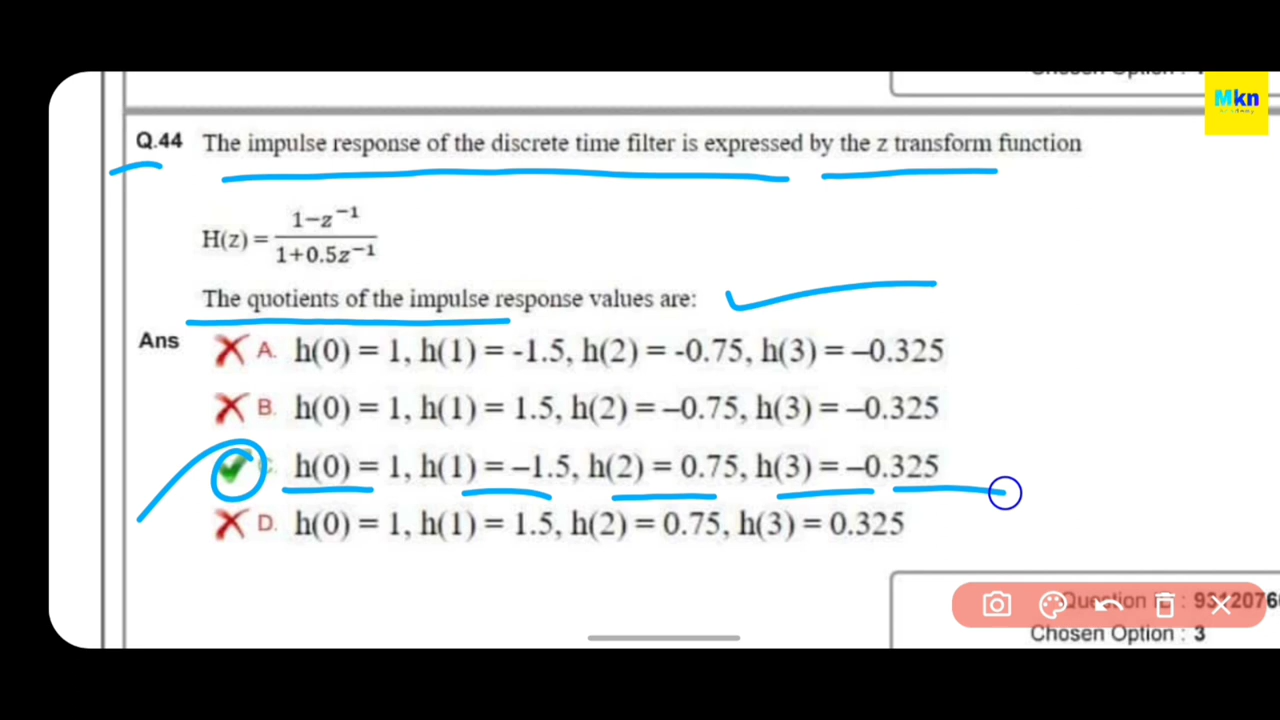 Mkn
Q.44 The impulse response of the discrete time filter is expressed by the z transform function
H(z) = 1−z⁻¹ / 1+0.5z⁻¹
The quotients of the impulse response values are:
Ans
A. h(0) = 1, h(1) = -1.5, h(2) = -0.75, h(3) = –0.325
B. h(0) = 1, h(1) = 1.5, h(2) = –0.75, h(3) = –0.325
h(0) = 1, h(1) = –1.5, h(2) = 0.75, h(3) = –0.325
D. h(0) = 1, h(1) = 1.5, h(2) = 0.75, h(3) = 0.325
Question : 93120760
Chosen Option : 3